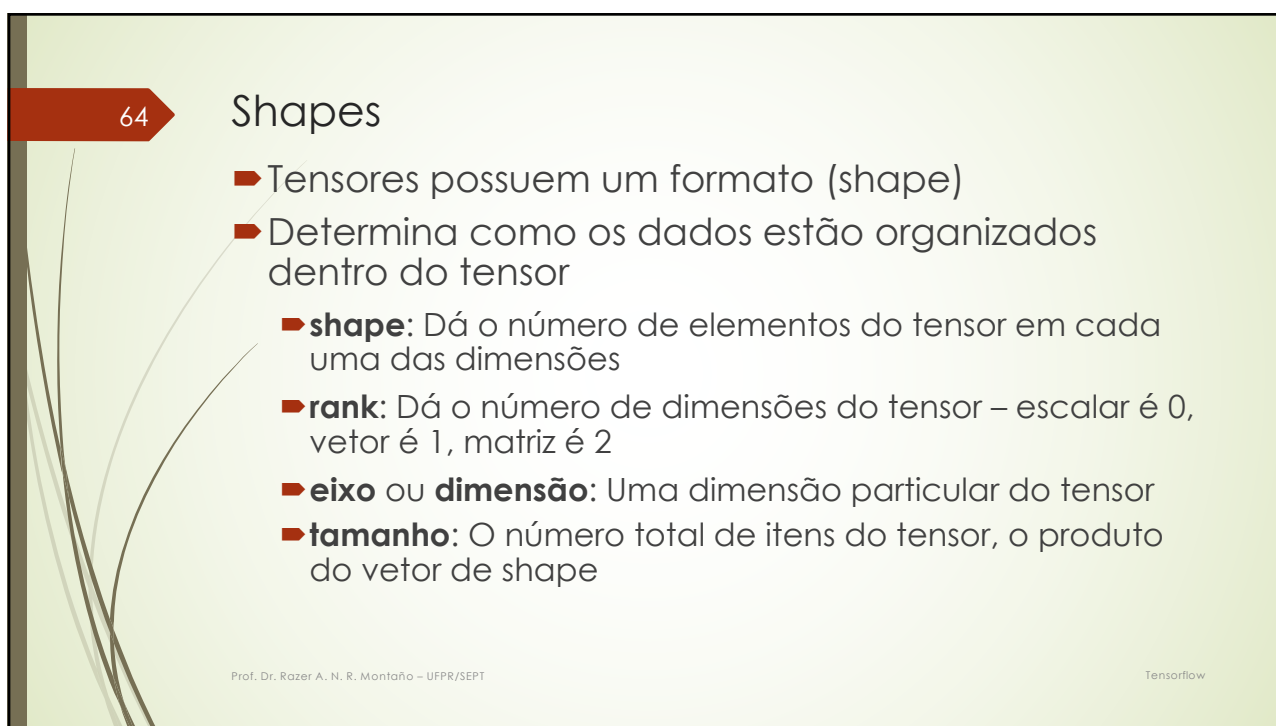 64
Shapes
Tensores possuem um formato (shape)
Determina como os dados estão organizados
dentro do tensor
shape: Dá o número de elementos do tensor em cada
uma das dimensões
rank: Dá o número de dimensões do tensor – escalar é 0,
vetor é 1, matriz é 2
eixo ou dimensão: Uma dimensão particular do tensor
tamanho: O número total de itens do tensor, o produto
do vetor de shape
Prof. Dr. Razer A. N. R. Montaño – UFPR/SEPT
Tensorflow